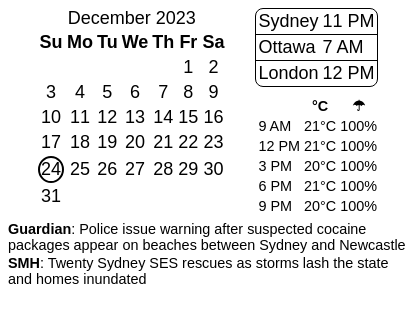 December 2023
Su Mo Tu We Th Fr Sa
1 2
3 4 5 6 7 8 9
10 11 12 13 14 15 16
17 18 19 20 21 22 23
24 25 26 27 28 29 30
31
Sydney 11 PM
Ottawa 7 AM
London 12 PM
°C ☂
9 AM 21°C 100%
12 PM 21°C 100%
3 PM 20°C 100%
6 PM 21°C 100%
9 PM 20°C 100%
Guardian: Police issue warning after suspected cocaine
packages appear on beaches between Sydney and Newcastle
SMH: Twenty Sydney SES rescues as storms lash the state
and homes inundated